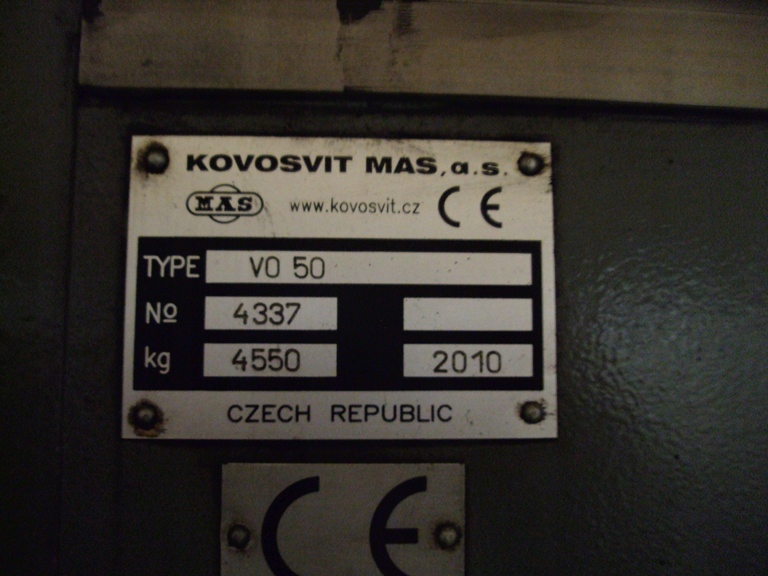 KOVOSVIT MAS, a.s.
MAS www.kovosvit.cz CE
TYPE VO 50
Nº 4337
kg 4550 2010
CZECH REPUBLIC
CE